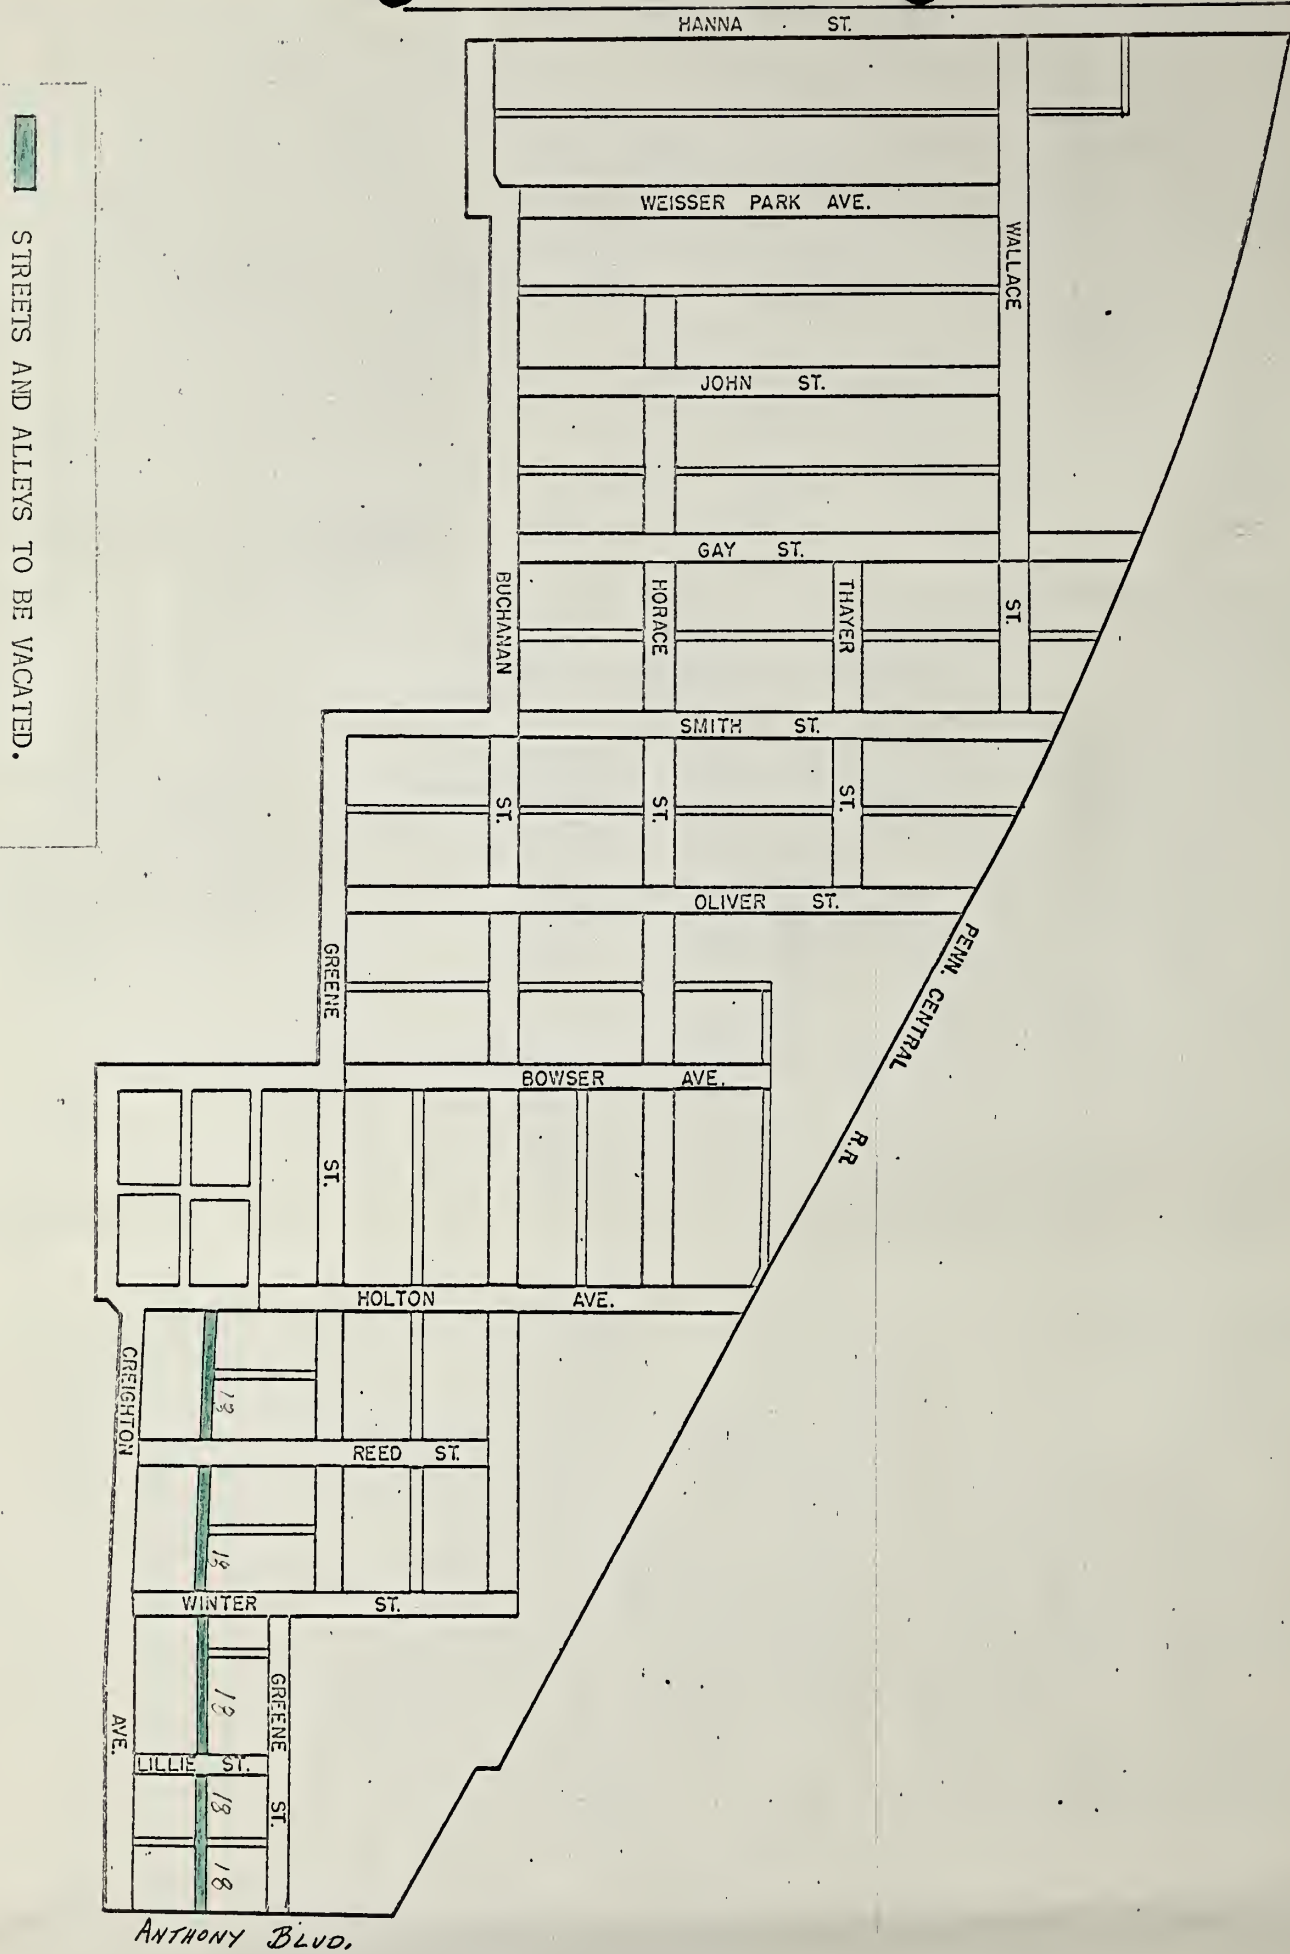 HANNA ST.
WEISSER PARK AVE.
WALLACE ST.
JOHN ST.
GAY ST.
BUCHANAN ST.
HORACE ST.
THAYER ST.
SMITH ST.
OLIVER ST.
GREENE ST.
PENN. CENTRAL R.R.
BOWSER AVE.
HOLTON AVE.
CREIGHTON AVE.
REED ST.
WINTER ST.
GREENE ST.
LILLIE ST.
18
18
18
18
18
ANTHONY BLVD.
STREETS AND ALLEYS TO BE VACATED.